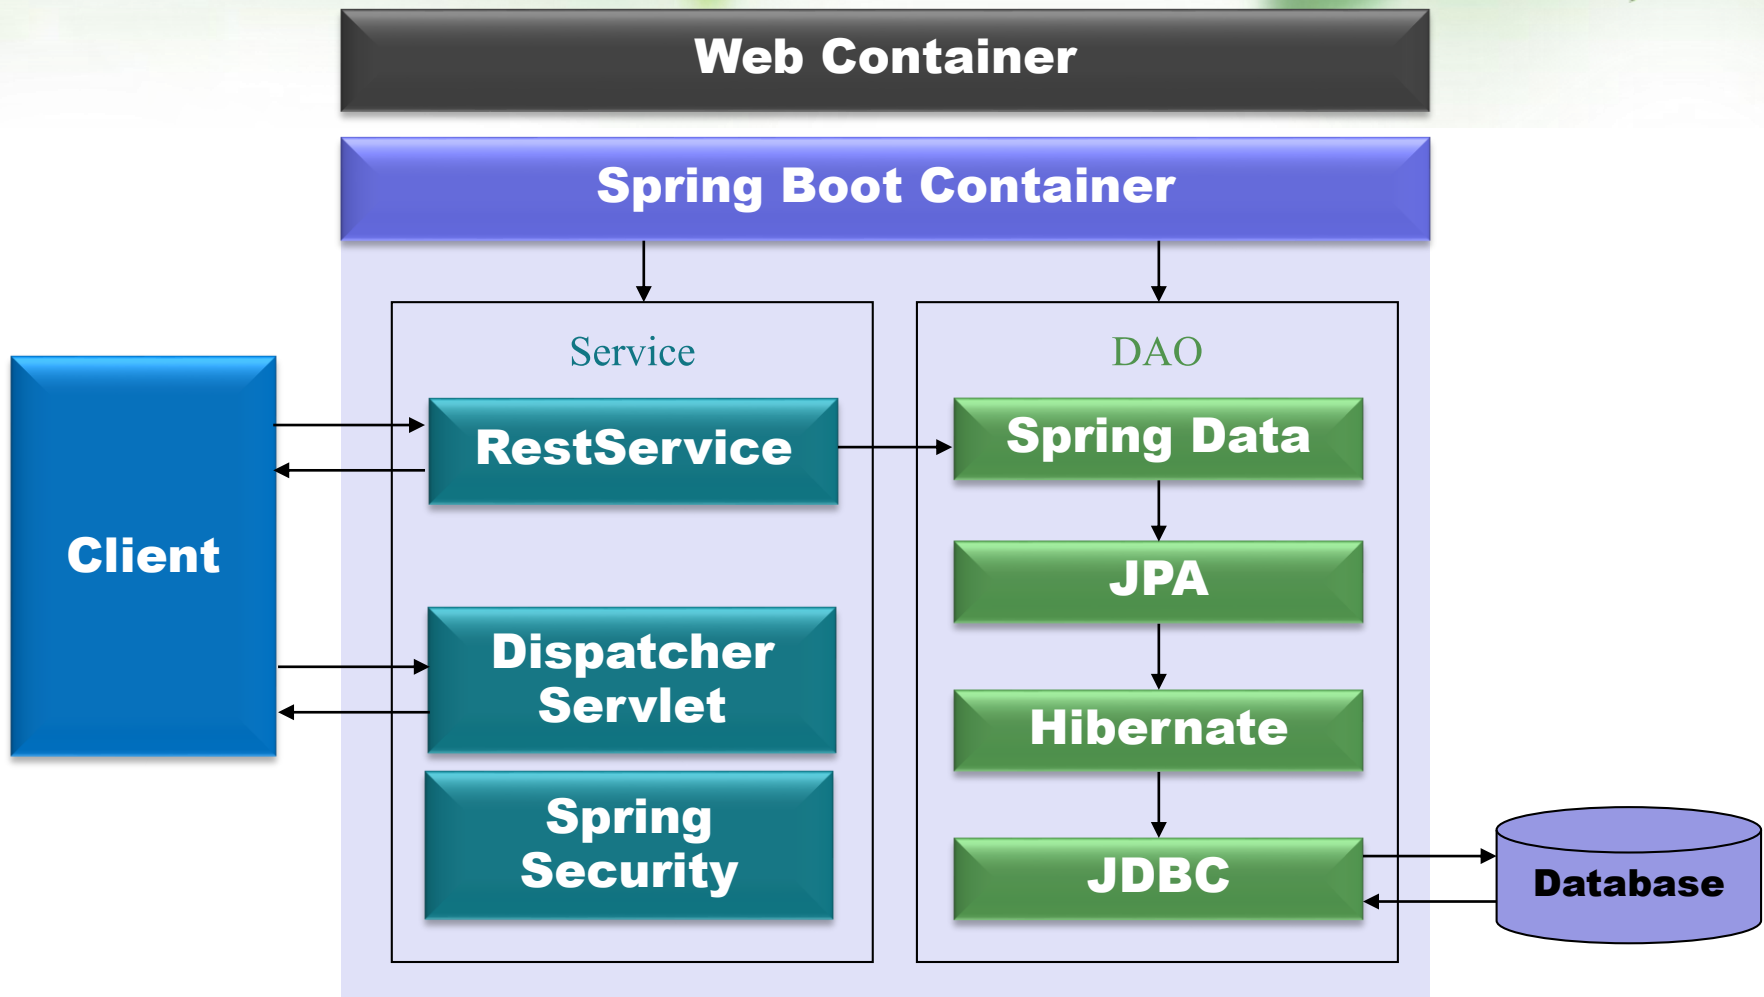 Web Container
Spring Boot Container
Service
DAO
RestService
Spring Data
Client
JPA
Dispatcher
Servlet
Hibernate
Spring
Security
JDBC
Database